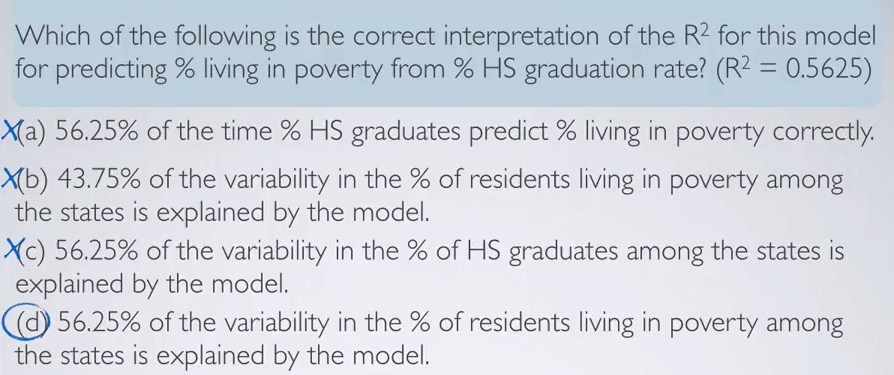 Which of the following is the correct interpretation of the R² for this model
for predicting % living in poverty from % HS graduation rate? (R² = 0.5625)
X(a) 56.25% of the time % HS graduates predict % living in poverty correctly.
X(b) 43.75% of the variability in the % of residents living in poverty among
the states is explained by the model.
X(c) 56.25% of the variability in the % of HS graduates among the states is
explained by the model.
(d) 56.25% of the variability in the % of residents living in poverty among
the states is explained by the model.